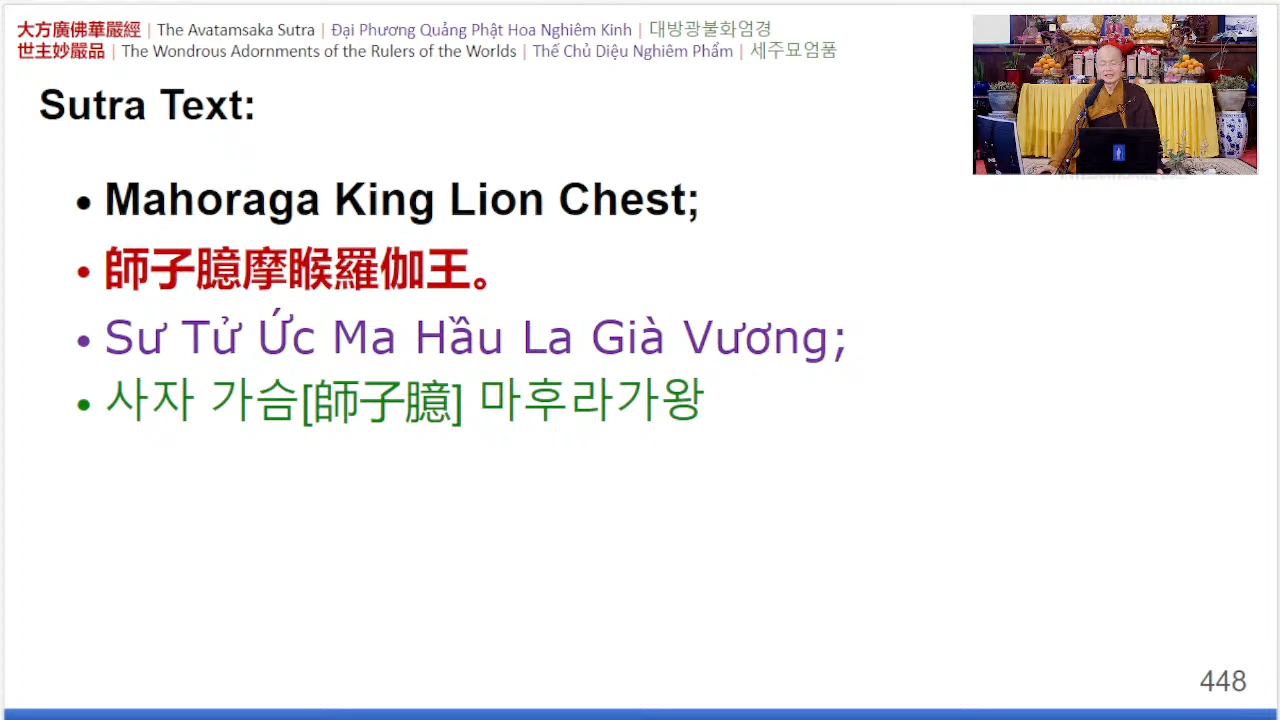 大方廣佛華嚴經 | The Avatamsaka Sutra | Đại Phương Quảng Phật Hoa Nghiêm Kinh | 대방광불화엄경
世主妙嚴品 | The Wondrous Adornments of the Rulers of the Worlds | Thế Chủ Diệu Nghiêm Phẩm | 세주묘엄품
Sutra Text:
• Mahoraga King Lion Chest;
• 師子臆摩睺羅伽王。
• Sư Tử Ức Ma Hầu La Già Vương;
• 사자 가슴[師子臆] 마후라가왕
448